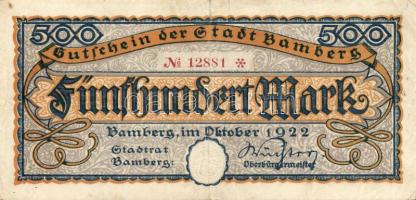 500 500
Gutschein der Stadt Bamberg
№ 12881 *
Fünfhundert Mark
Bamberg, im Oktober 1922
Stadtrat
Bamberg:
Oberbürgermeister